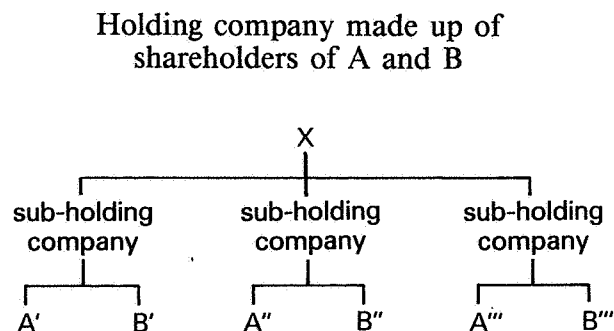 Holding company made up of
shareholders of A and B
X
sub-holding company
sub-holding company
sub-holding company
A' B' A'' B'' A''' B'''